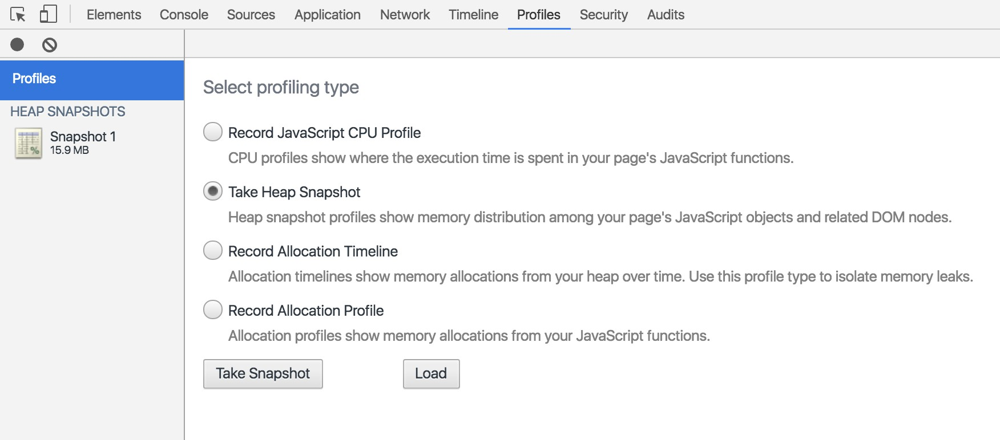 Elements Console Sources Application Network Timeline Profiles Security Audits
Profiles
HEAP SNAPSHOTS
Snapshot 1
15.9 MB
Select profiling type
Record JavaScript CPU Profile
CPU profiles show where the execution time is spent in your page's JavaScript functions.
Take Heap Snapshot
Heap snapshot profiles show memory distribution among your page's JavaScript objects and related DOM nodes.
Record Allocation Timeline
Allocation timelines show memory allocations from your heap over time. Use this profile type to isolate memory leaks.
Record Allocation Profile
Allocation profiles show memory allocations from your JavaScript functions.
Take Snapshot Load